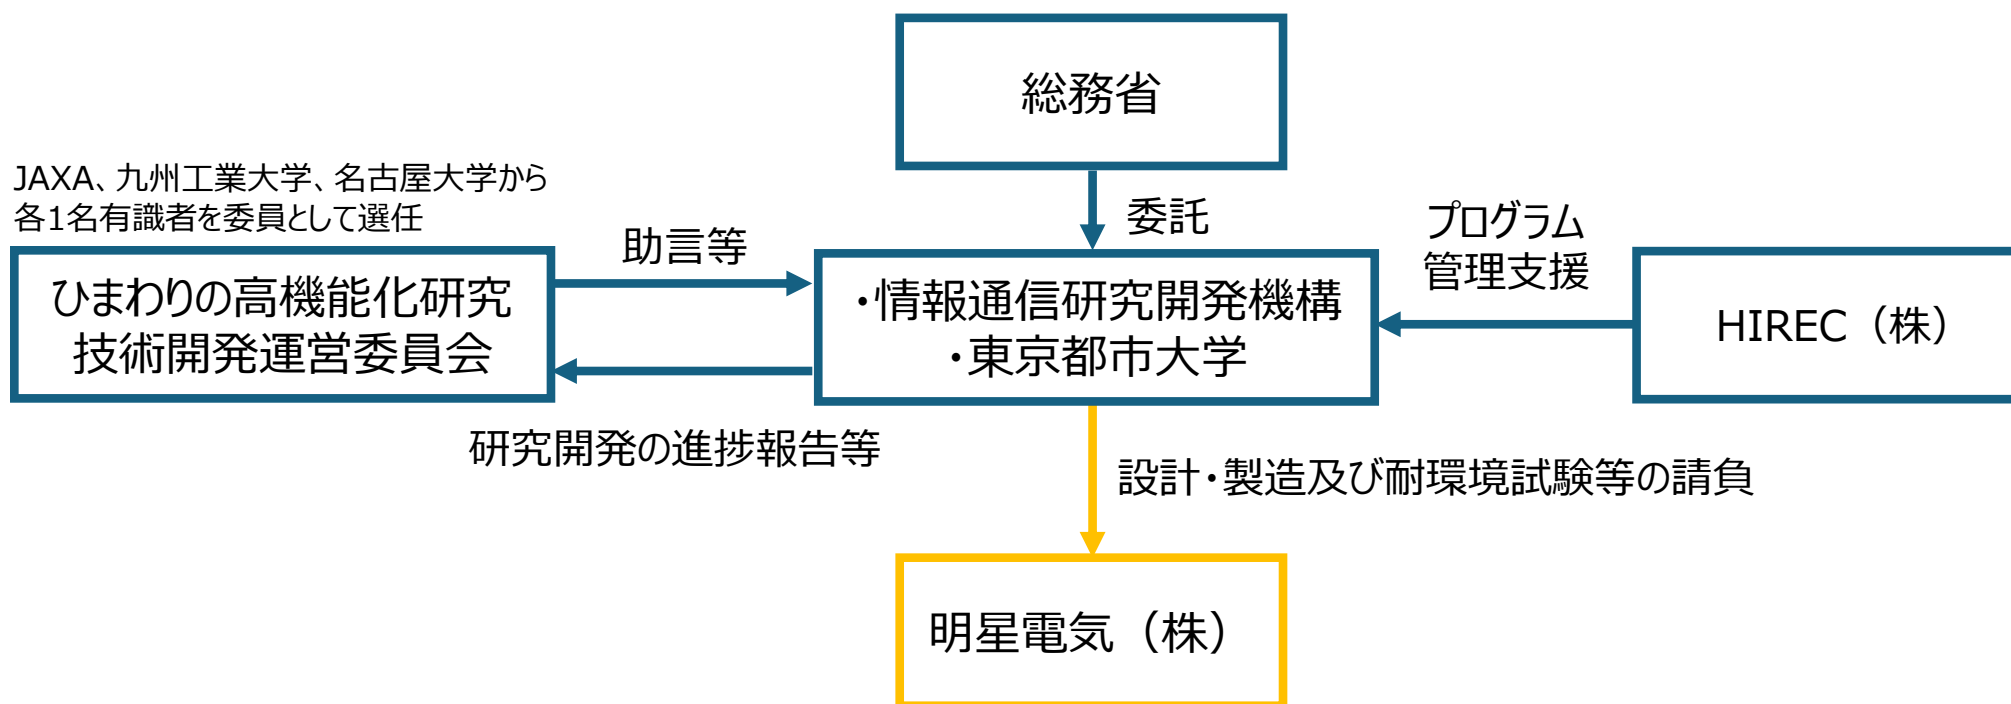 総務省
JAXA、九州工業大学、名古屋大学から
各1名有識者を委員として選任
委託
プログラム
管理支援
助言等
ひまわりの高機能化研究
技術開発運営委員会
・情報通信研究開発機構
・東京都市大学
HIREC（株）
研究開発の進捗報告等
設計・製造及び耐環境試験等の請負
明星電気（株）